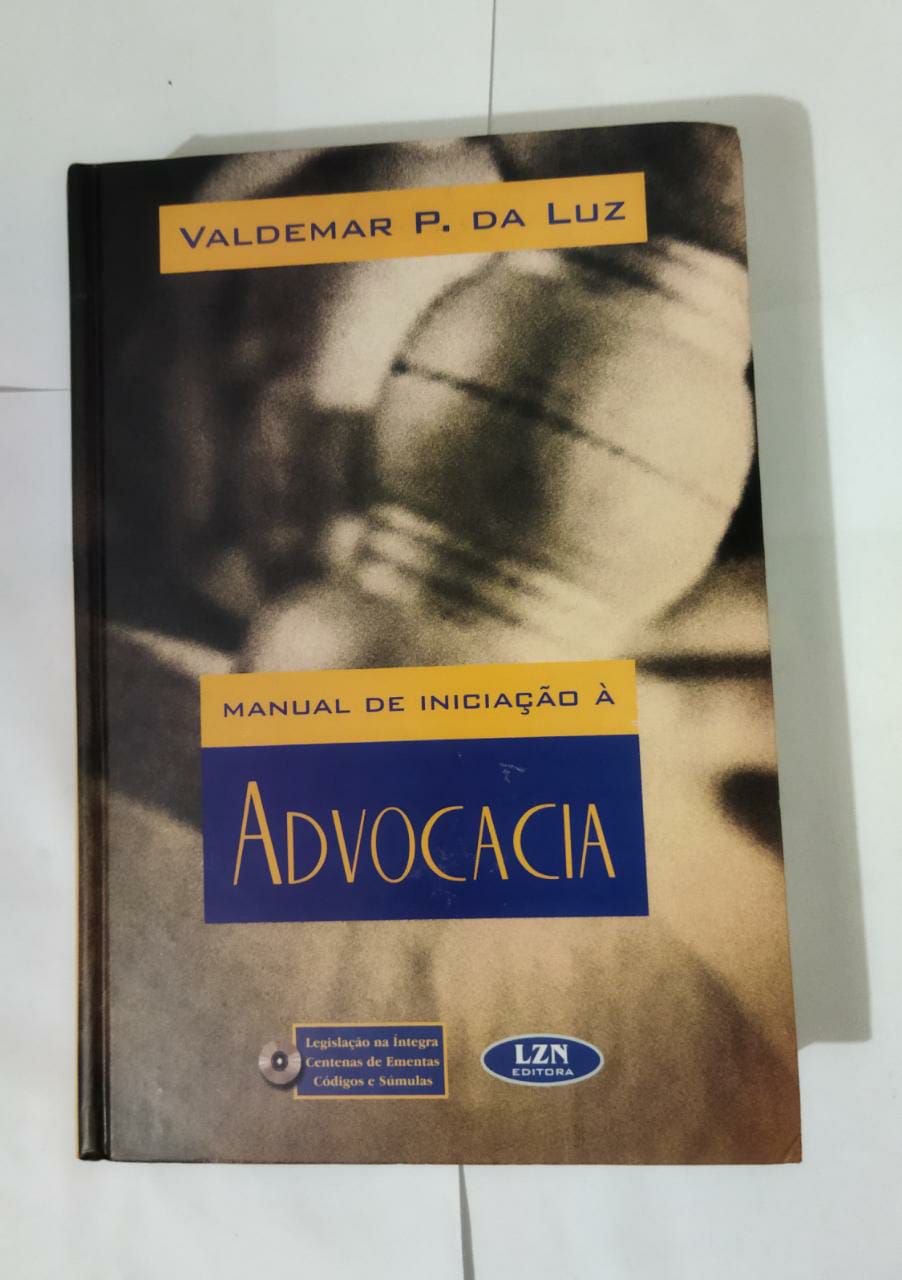 VALDEMAR P. DA LUZ
MANUAL DE INICIAÇÃO À
ADVOCACIA
Legislação na Íntegra
Centenas de Ementas
Códigos e Súmulas
LZN
EDITORA